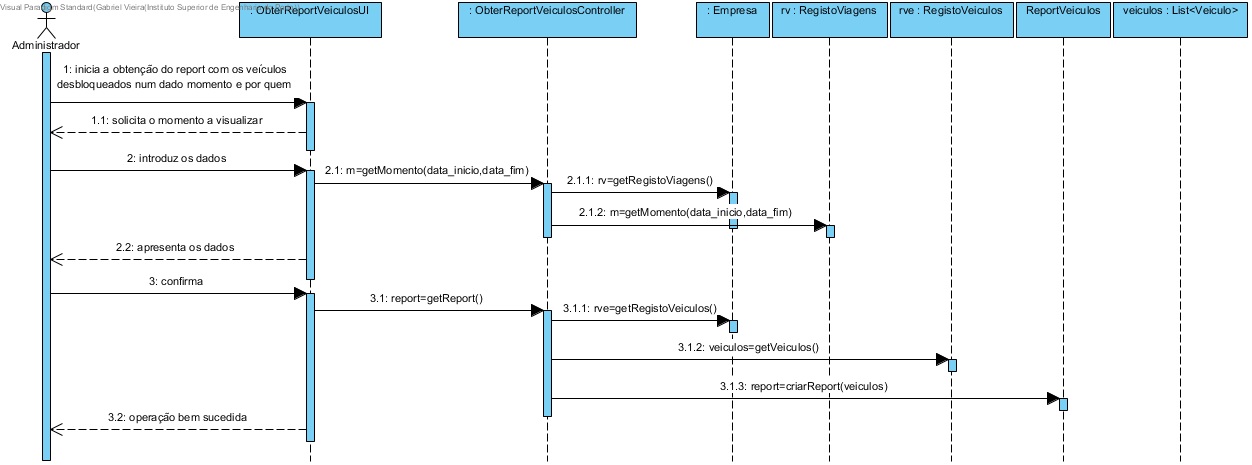 Visual Paradigm Standard(Gabriel Vieira(Instituto Superior de Engenharia
: ObterReportVeiculosUI
: ObterReportVeiculosController
: Empresa
rv : RegistoViagens
rve : RegistoVeiculos
ReportVeiculos
veiculos : List<Veiculo>
Administrador
1: inicia a obtenção do report com os veículos
desbloqueados num dado momento e por quem
1.1: solicita o momento a visualizar
2: introduz os dados
2.1: m=getMomento(data_inicio,data_fim)
2.1.1: rv=getRegistoViagens()
2.1.2: m=getMomento(data_inicio,data_fim)
2.2: apresenta os dados
3: confirma
3.1: report=getReport()
3.1.1: rve=getRegistoVeiculos()
3.1.2: veiculos=getVeiculos()
3.1.3: report=criarReport(veiculos)
3.2: operação bem sucedida